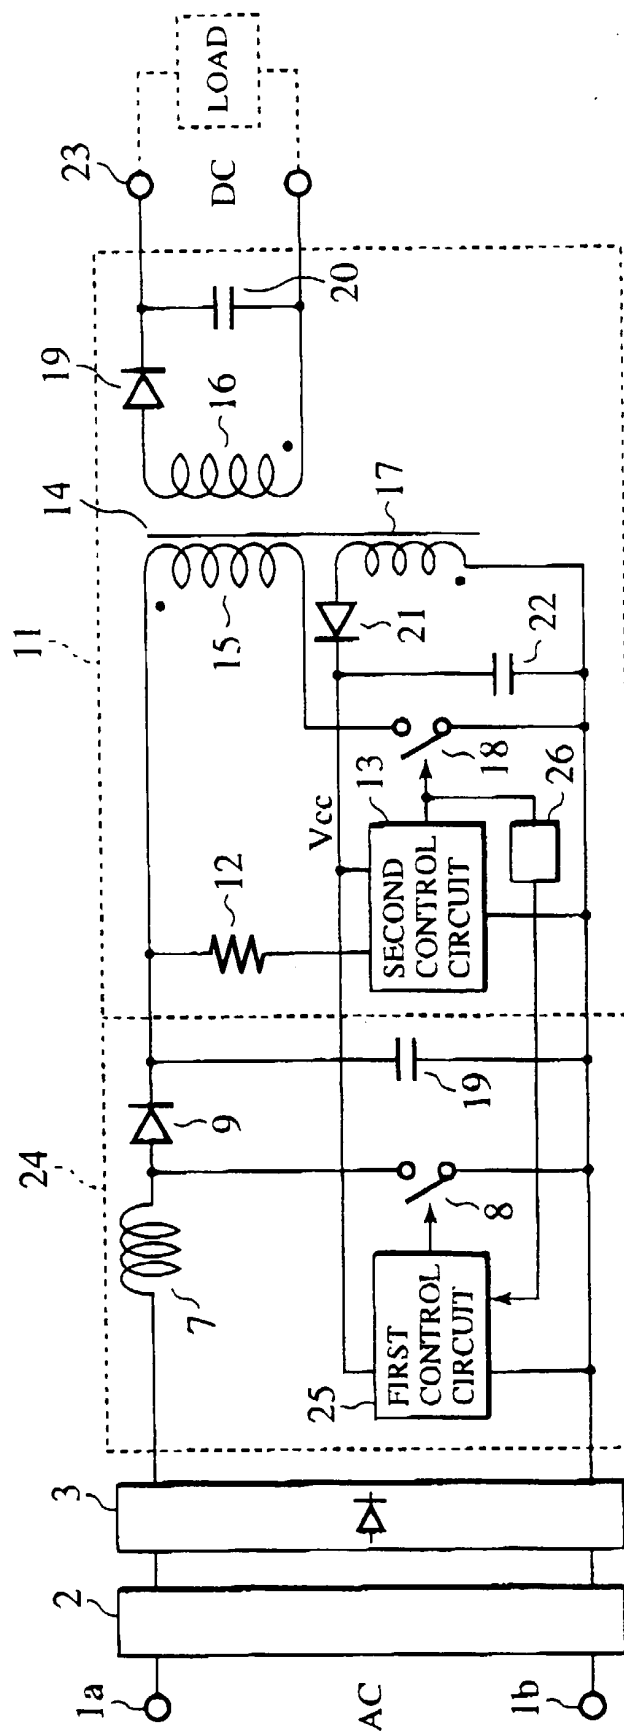 1a
AC
1b
2
3
24
7
9
8
25
FIRST
CONTROL
CIRCUIT
19
11
12
Vcc
13
SECOND
CONTROL
CIRCUIT
18
26
14
15
16
17
21
22
19
20
23
DC
LOAD